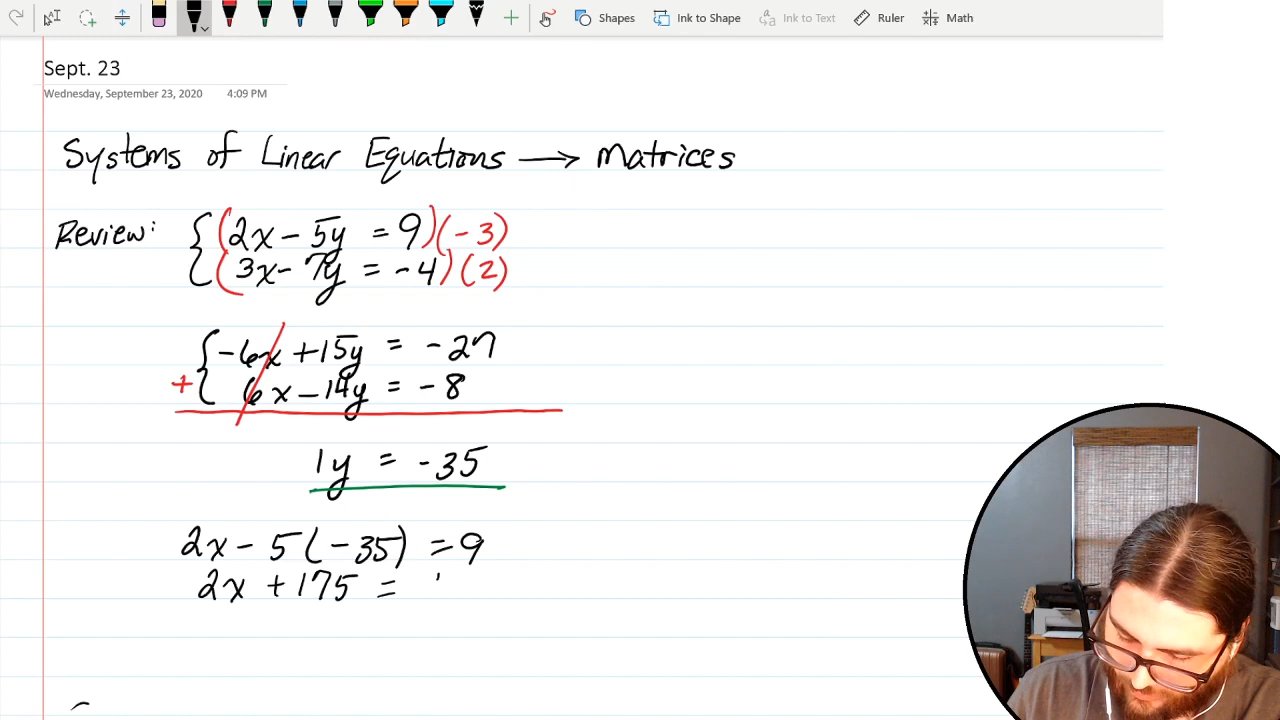 Shapes Ink to Shape Ink to Text Ruler Math
Sept. 23
Wednesday, September 23, 2020 4:09 PM
Systems of Linear Equations → Matrices
Review: { (2x - 5y = 9)(-3)
{ (3x - 7y = -4)(2)
{ -6x + 15y = -27
+ { 6x - 14y = -8
1y = -35
2x - 5(-35) = 9
2x + 175 =